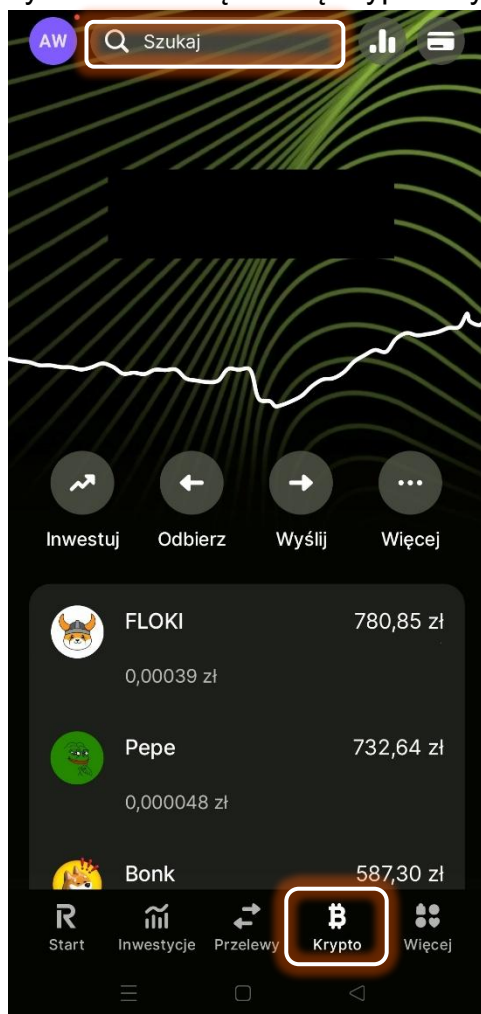 AW Szukaj
Inwestuj Odbierz Wyślij Więcej
FLOKI 780,85 zł
0,00039 zł
Pepe 732,64 zł
0,000048 zł
Bonk 587,30 zł
Start Inwestycje Przelewy Krypto Więcej